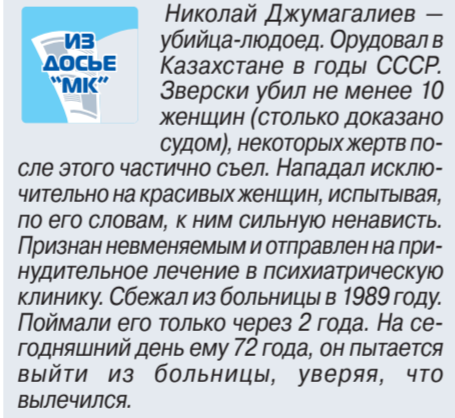 ИЗ
ДОСЬЕ
"МК"
Николай Джумагалиев —
убийца-людоед. Орудовал в
Казахстане в годы СССР.
Зверски убил не менее 10
женщин (столько доказано
судом), некоторых жертв по-
сле этого частично съел. Нападал исклю-
чительно на красивых женщин, испытывая,
по его словам, к ним сильную ненависть.
Признан невменяемым и отправлен на при-
нудительное лечение в психиатрическую
клинику. Сбежал из больницы в 1989 году.
Поймали его только через 2 года. На се-
годняшний день ему 72 года, он пытается
выйти из больницы, уверяя, что
вылечился.